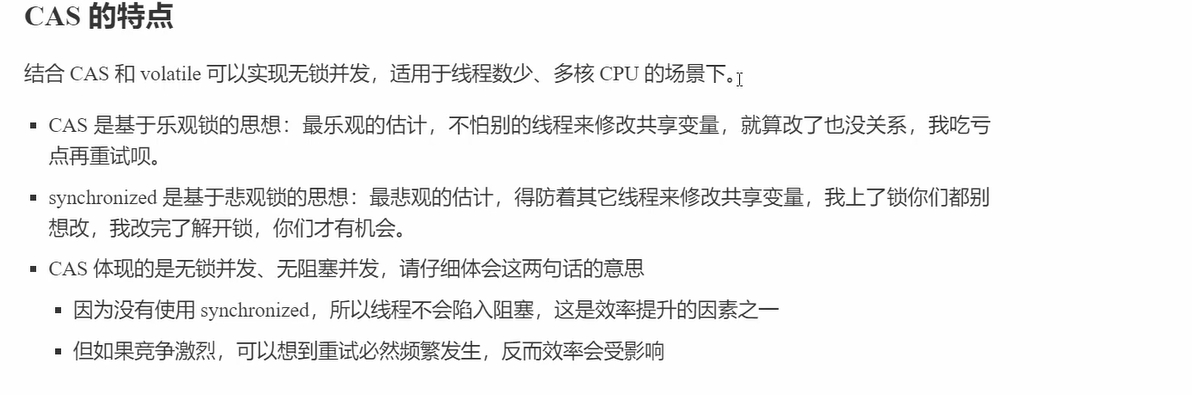 CAS 的特点
结合 CAS 和 volatile 可以实现无锁并发，适用于线程数少、多核 CPU 的场景下。
CAS 是基于乐观锁的思想：最乐观的估计，不怕别的线程来修改共享变量，就算改了也没关系，我吃亏
点再重试呗。
synchronized 是基于悲观锁的思想：最悲观的估计，得防着其它线程来修改共享变量，我上了锁你们都别
想改，我改完了解开锁，你们才有机会。
CAS 体现的是无锁并发、无阻塞并发，请仔细体会这两句话的意思
因为没有使用 synchronized，所以线程不会陷入阻塞，这是效率提升的因素之一
但如果竞争激烈，可以想到重试必然频繁发生，反而效率会受影响